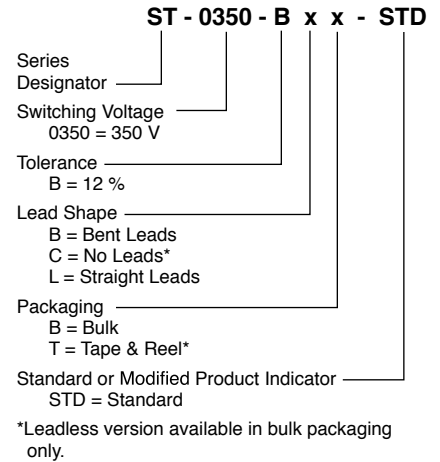 ST - 0350 - B x x - STD
Series
Designator
Switching Voltage
0350 = 350 V
Tolerance
B = 12 %
Lead Shape
B = Bent Leads
C = No Leads*
L = Straight Leads
Packaging
B = Bulk
T = Tape & Reel*
Standard or Modified Product Indicator
STD = Standard
*Leadless version available in bulk packaging
only.